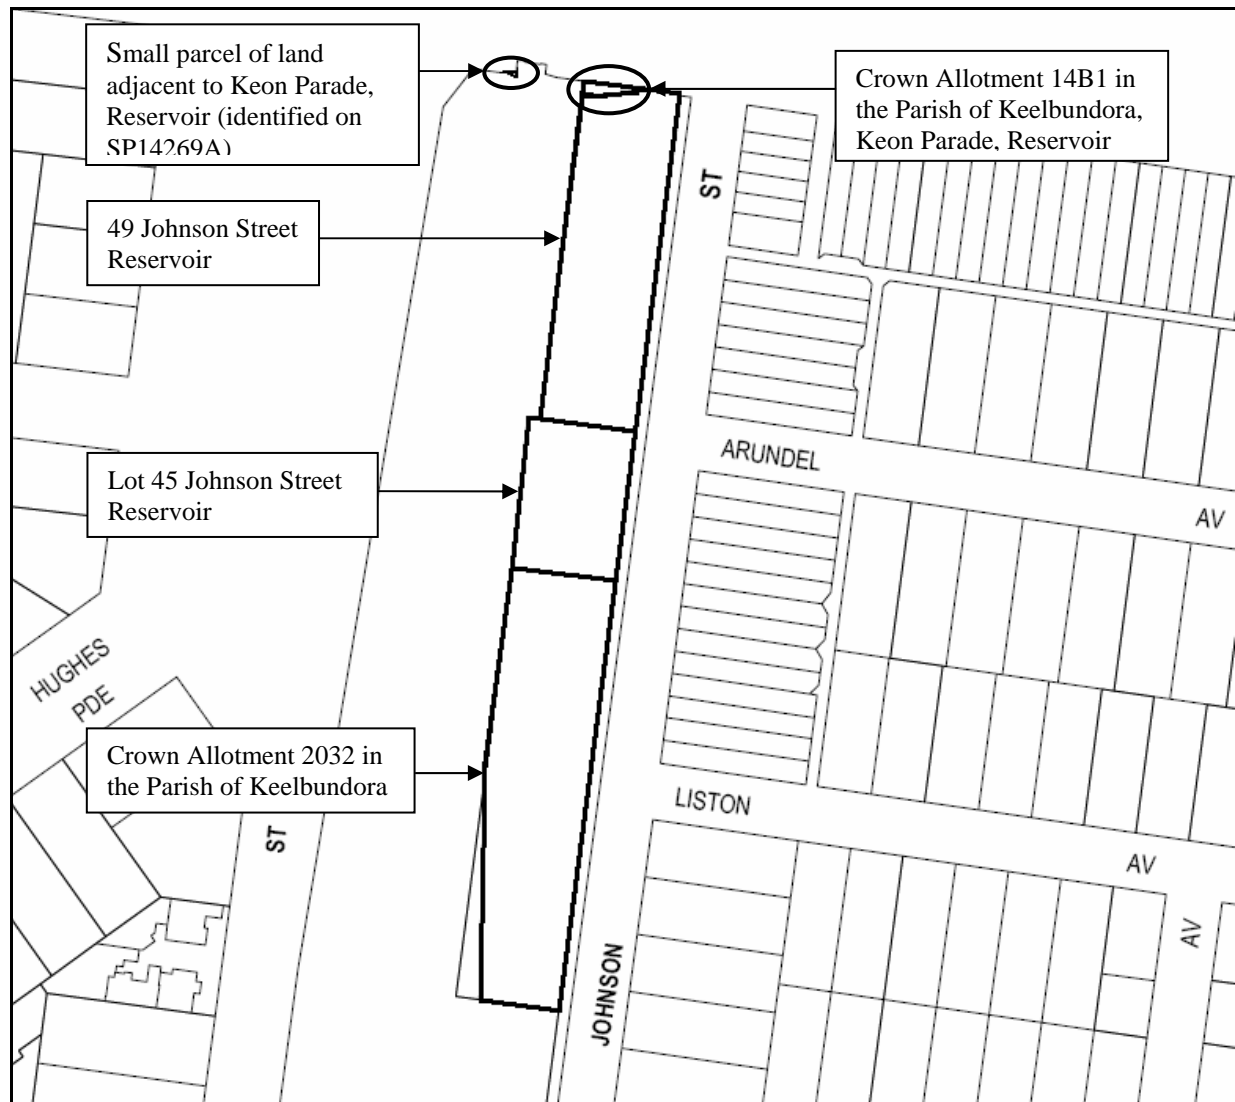 Small parcel of land
adjacent to Keon Parade,
Reservoir (identified on
SP14269A)
Crown Allotment 14B1 in
the Parish of Keelbundora,
Keon Parade, Reservoir
ST
49 Johnson Street
Reservoir
ARUNDEL
AV
Lot 45 Johnson Street
Reservoir
HUGHES
PDE
Crown Allotment 2032 in
the Parish of Keelbundora
LISTON
AV
ST
AV
JOHNSON